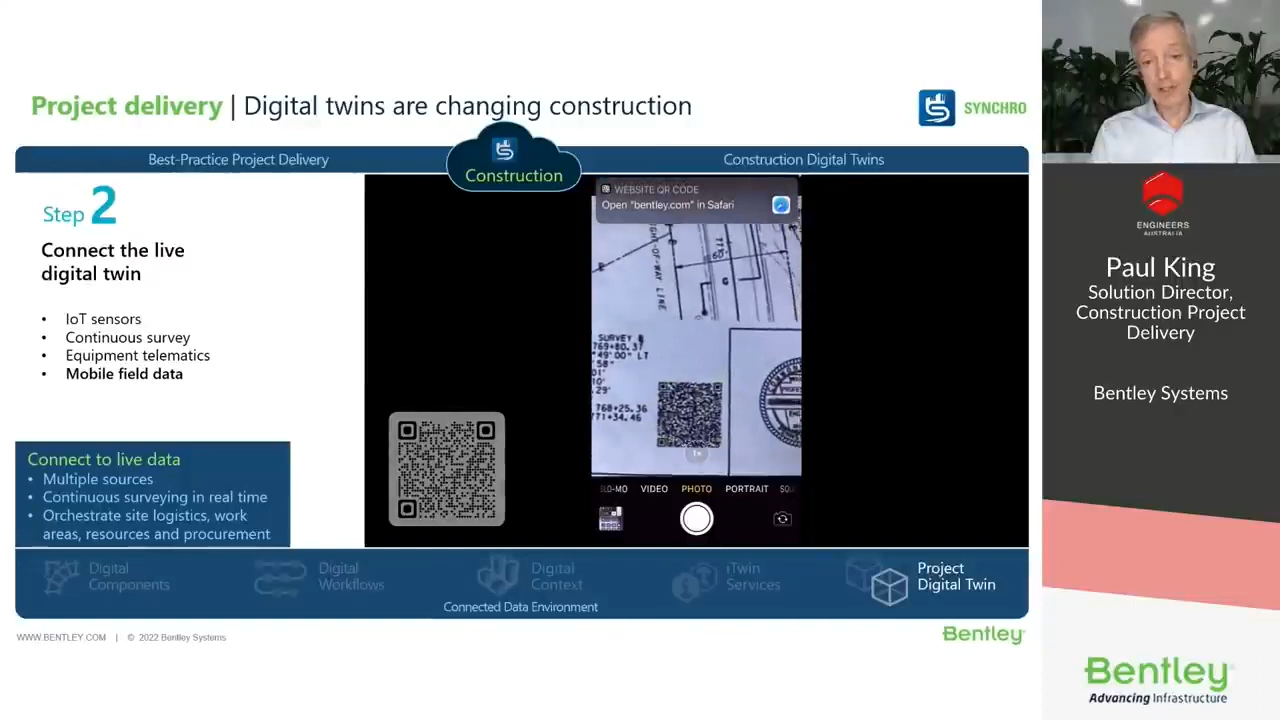 Project delivery | Digital twins are changing construction
SYNCHRO
Best-Practice Project Delivery
Construction
Construction Digital Twins
Step 2
Connect the live
digital twin
• IoT sensors
• Continuous survey
• Equipment telematics
• Mobile field data
Connect to live data
• Multiple sources
• Continuous surveying in real time
• Orchestrate site logistics, work
areas, resources and procurement
WEBSITE QR CODE
Open "bentley.com" in Safari
60'
SURVEY
769+80.37
49'00" LT
768+25.36
771+34.46
1x
SLO-MO VIDEO PHOTO PORTRAIT
Digital
Components
Digital
Workflows
Digital
Context
iTwin
Services
Project
Digital Twin
Connected Data Environment
WWW.BENTLEY.COM | © 2022 Bentley Systems
Bentley
ENGINEERS
AUSTRALIA
Paul King
Solution Director,
Construction Project
Delivery
Bentley Systems
Bentley
Advancing Infrastructure